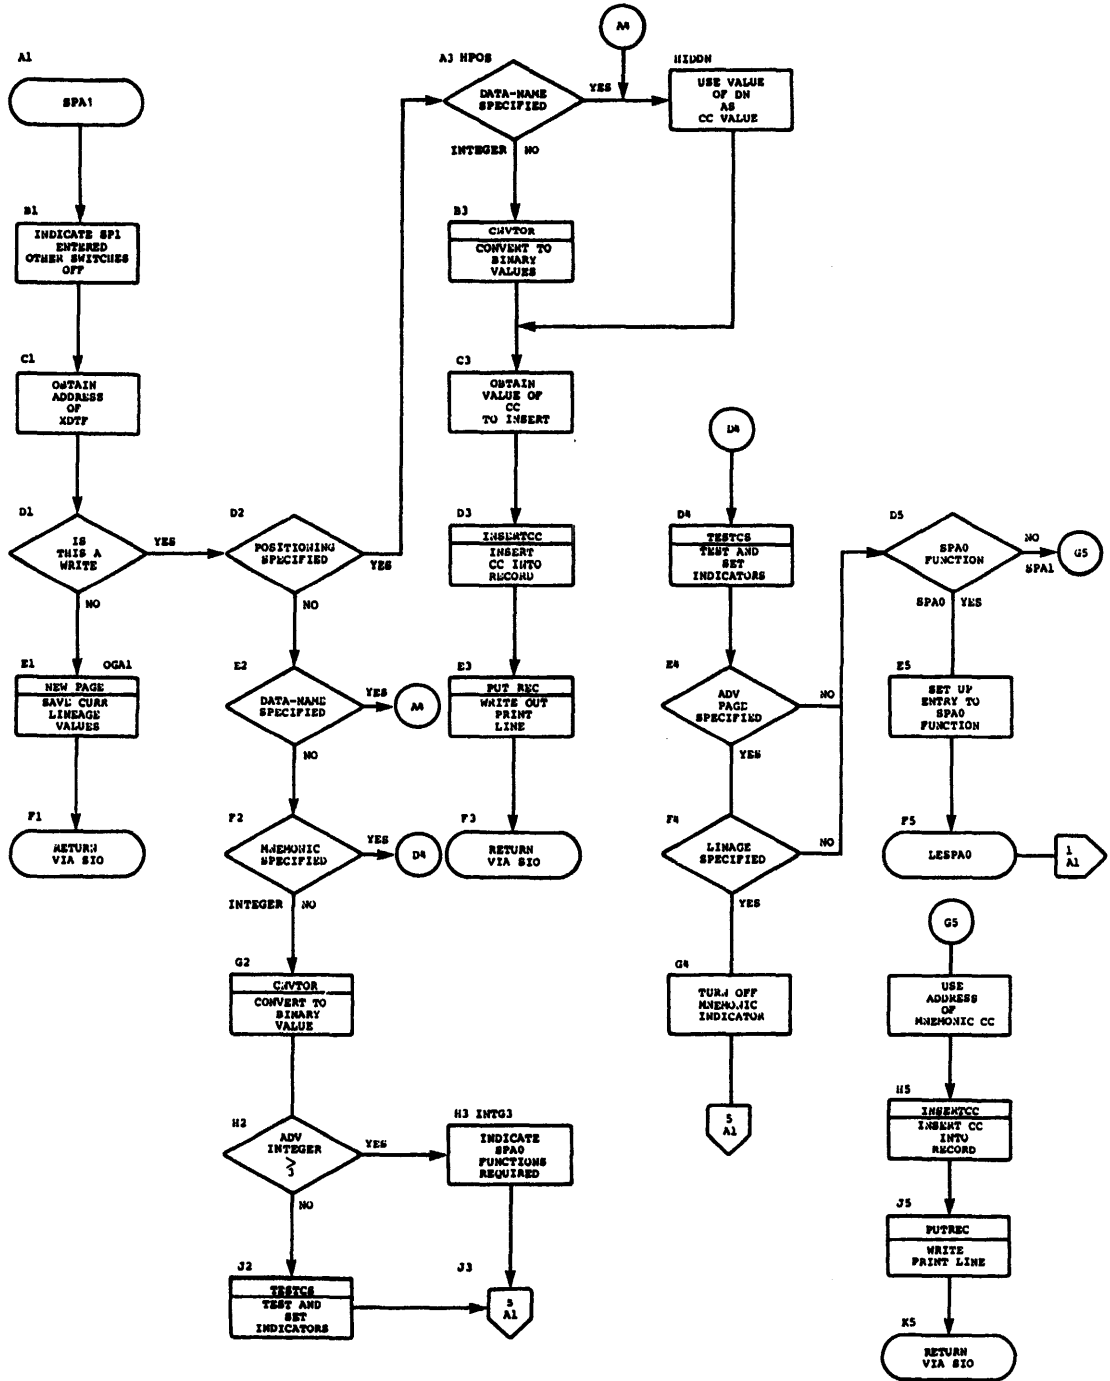 A1
SPA1
B1
INDICATE SP1
ENTERED
OTHER SWITCHES
OFF
C1
OBTAIN
ADDRESS
OF
XDTF
D1
IS
THIS A
WRITE
YES
NO
E1
OGA1
NEW PAGE
SAVE CURR
LINEAGE
VALUES
F1
RETURN
VIA SIO
D2
POSITIONING
SPECIFIED
YES
NO
E2
DATA-NAME
SPECIFIED
YES
A4
NO
F2
MNEMONIC
SPECIFIED
YES
D4
INTEGER
NO
G2
CNVTOR
CONVERT TO
BINARY
VALUE
H2
ADV
INTEGER
>
3
YES
NO
J2
TESTCS
TEST AND
SET
INDICATORS
A3 HPOS
DATA-NAME
SPECIFIED
YES
INTEGER
NO
B3
CNVTOR
CONVERT TO
BINARY
VALUES
C3
OBTAIN
VALUE OF
CC
TO INSERT
D3
INSERTCC
INSERT
CC INTO
RECORD
E3
PUT REC
WRITE OUT
PRINT
LINE
F3
RETURN
VIA SIO
H3 INTG3
INDICATE
SPA0
FUNCTIONS
REQUIRED
J3
5
A1
A4
HIDDN
USE VALUE
OF DN
AS
CC VALUE
D4
D4
TESTCS
TEST AND
SET
INDICATORS
E4
ADV
PAGE
SPECIFIED
NO
YES
F4
LINAGE
SPECIFIED
NO
YES
G4
TURN OFF
MNEMONIC
INDICATOR
5
A1
D5
SPA0
FUNCTION
NO
SPA1
G5
SPA0
YES
E5
SET UP
ENTRY TO
SPA0
FUNCTION
F5
LESPA0
1
A1
G5
USE
ADDRESS
OF
MNEMONIC CC
H5
INSERTCC
INSERT CC
INTO
RECORD
J5
PUTREC
WRITE
PRINT LINE
K5
RETURN
VIA SIO